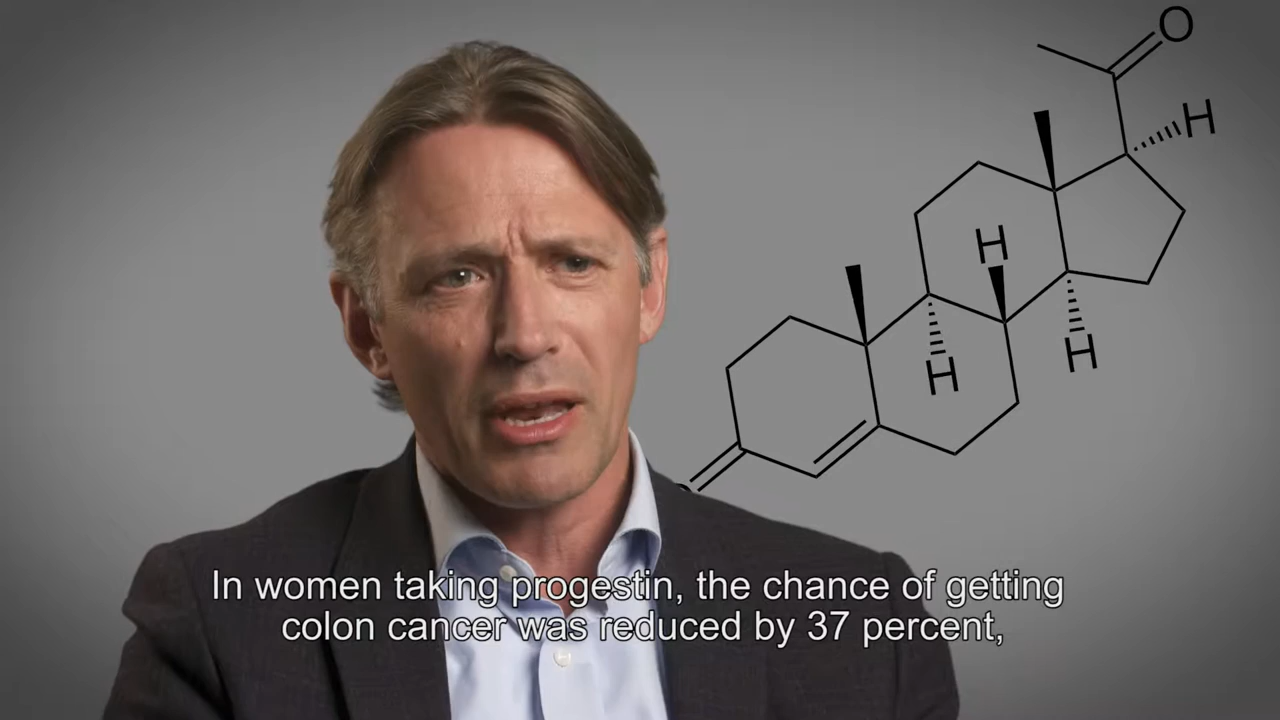 O
H
H
H
H
In women taking progestin, the chance of getting
colon cancer was reduced by 37 percent,